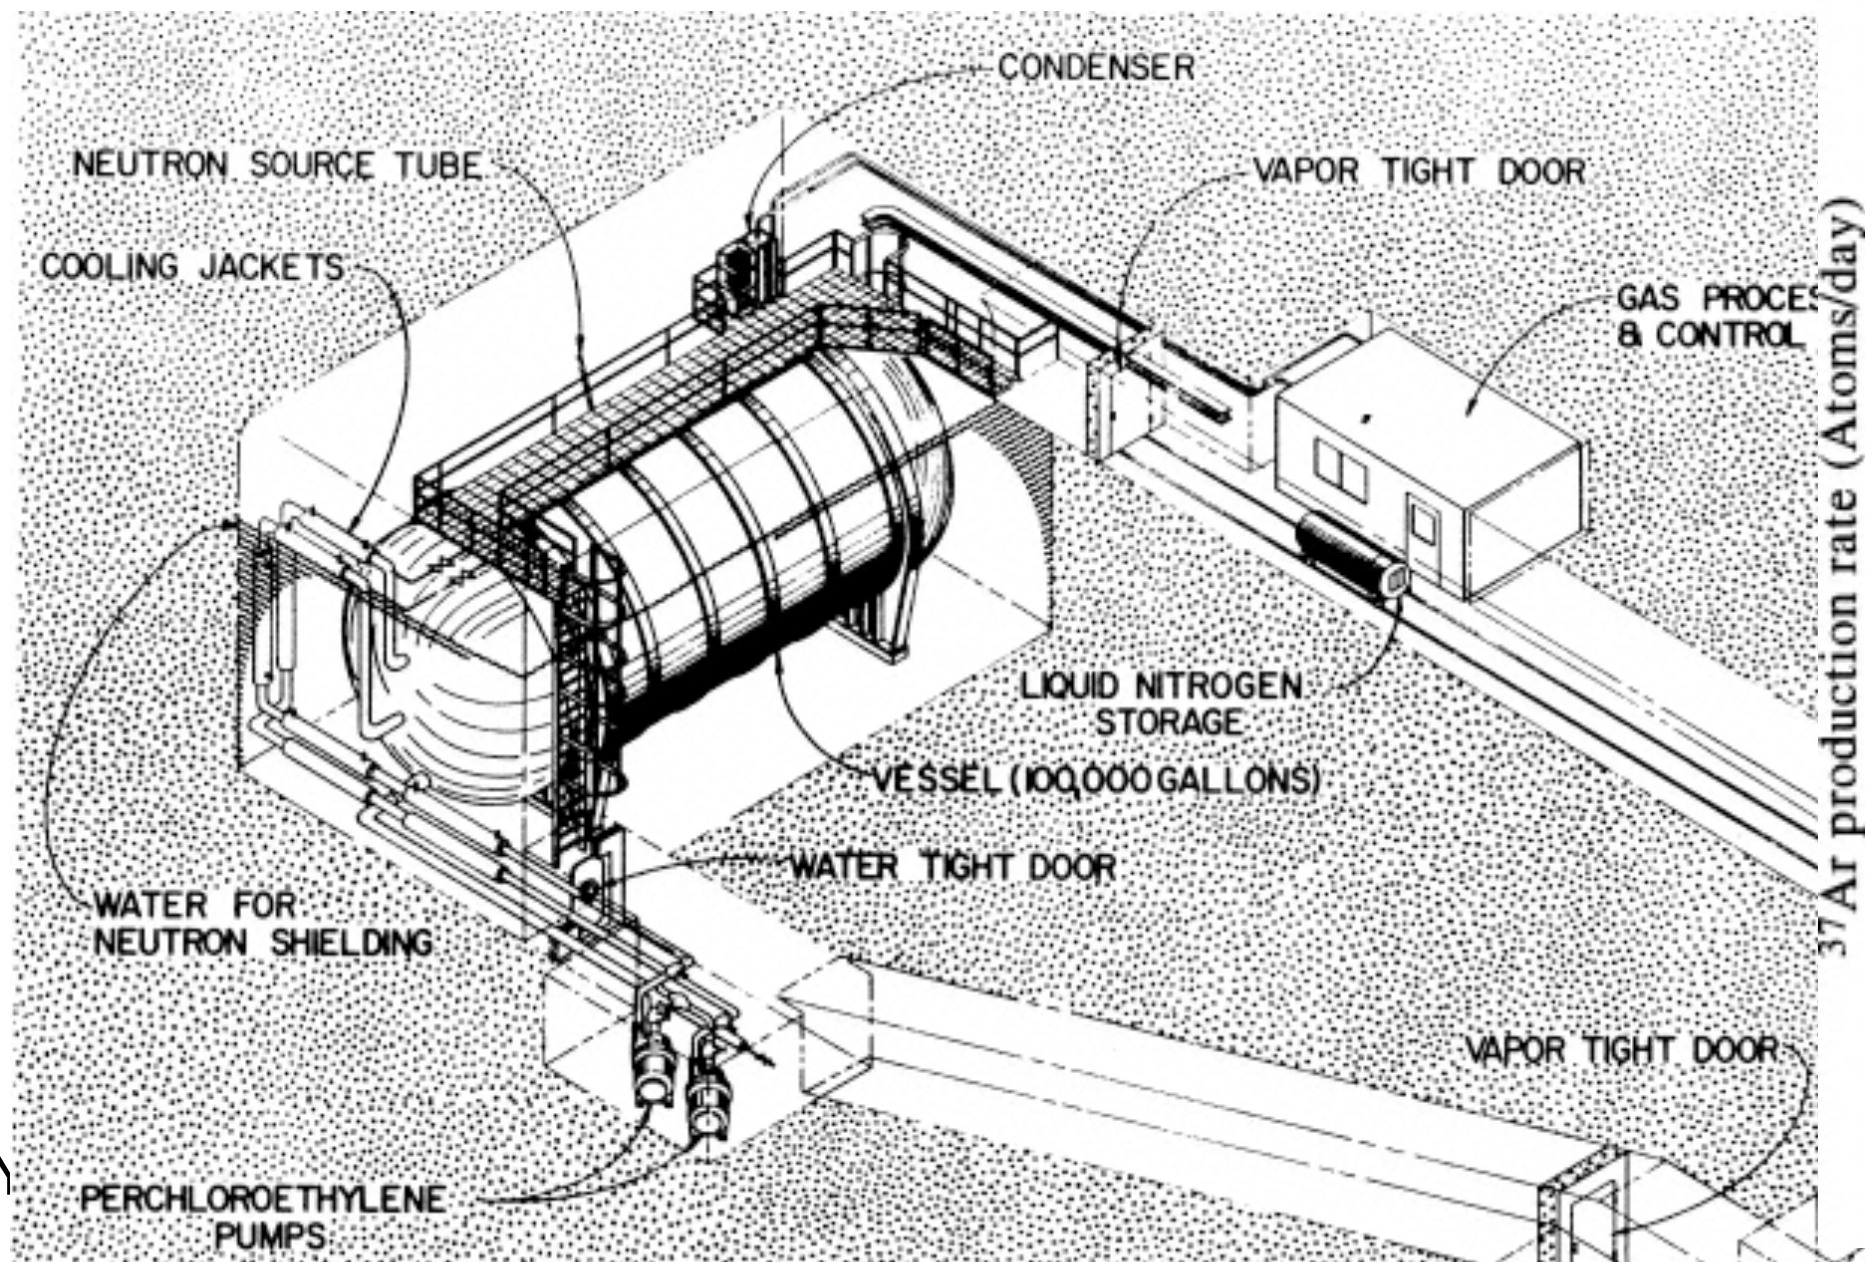 CONDENSER
NEUTRON SOURCE TUBE
VAPOR TIGHT DOOR
COOLING JACKETS
GAS PROCES
& CONTROL
LIQUID NITROGEN
STORAGE
VESSEL (100,000 GALLONS)
WATER TIGHT DOOR
WATER FOR
NEUTRON SHIELDING
VAPOR TIGHT DOOR
PERCHLOROETHYLENE
PUMPS
37Ar production rate (Atoms/day)